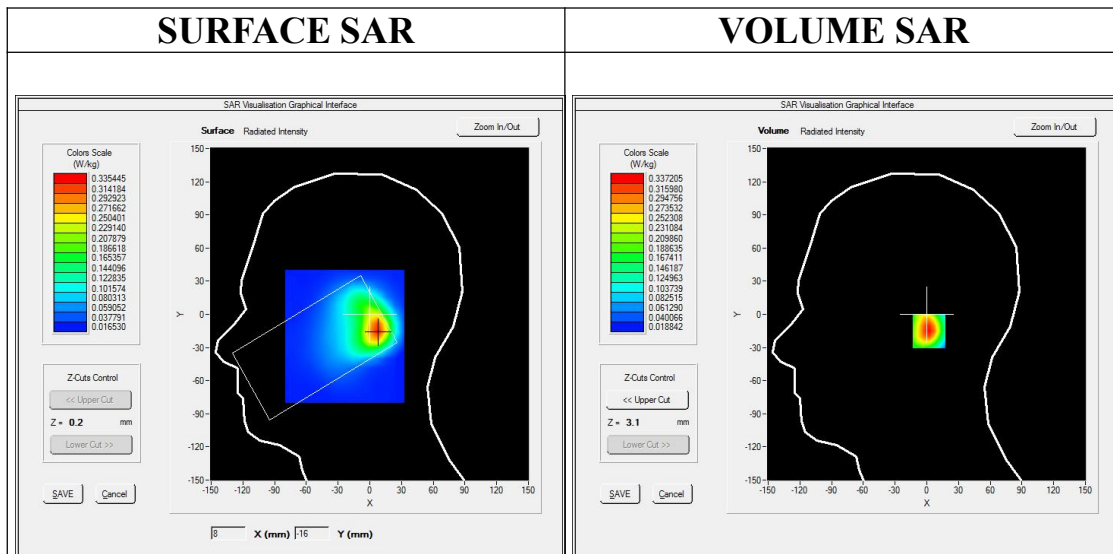 SURFACE SAR
VOLUME SAR
SAR Visualisation Graphical Interface
Surface Radiated Intensity
Zoom In/Out
Colors Scale
(W/kg)
0.335445
0.314184
0.292923
0.271662
0.250401
0.229140
0.207879
0.186618
0.165357
0.144096
0.122835
0.101574
0.080313
0.059052
0.037791
0.016530
150
120
90
60
30
0
-30
-60
-90
-120
-150
Y
-150 -120 -90 -60 -30 0 30 60 90 120 150
X
Z-Cuts Control
<< Upper Cut
Z = 0.2 mm
Lower Cut >>
SAVE Cancel
8 X (mm) -16 Y (mm)
SAR Visualisation Graphical Interface
Volume Radiated Intensity
Zoom In/Out
Colors Scale
(W/kg)
0.337205
0.315980
0.294756
0.273532
0.252308
0.231084
0.209860
0.188635
0.167411
0.146187
0.124963
0.103739
0.082515
0.061290
0.040066
0.018842
150
120
90
60
30
0
-30
-60
-90
-120
-150
Y
-150 -120 -90 -60 -30 0 30 60 90 120 150
X
Z-Cuts Control
<< Upper Cut
Z = 3.1 mm
Lower Cut >>
SAVE Cancel